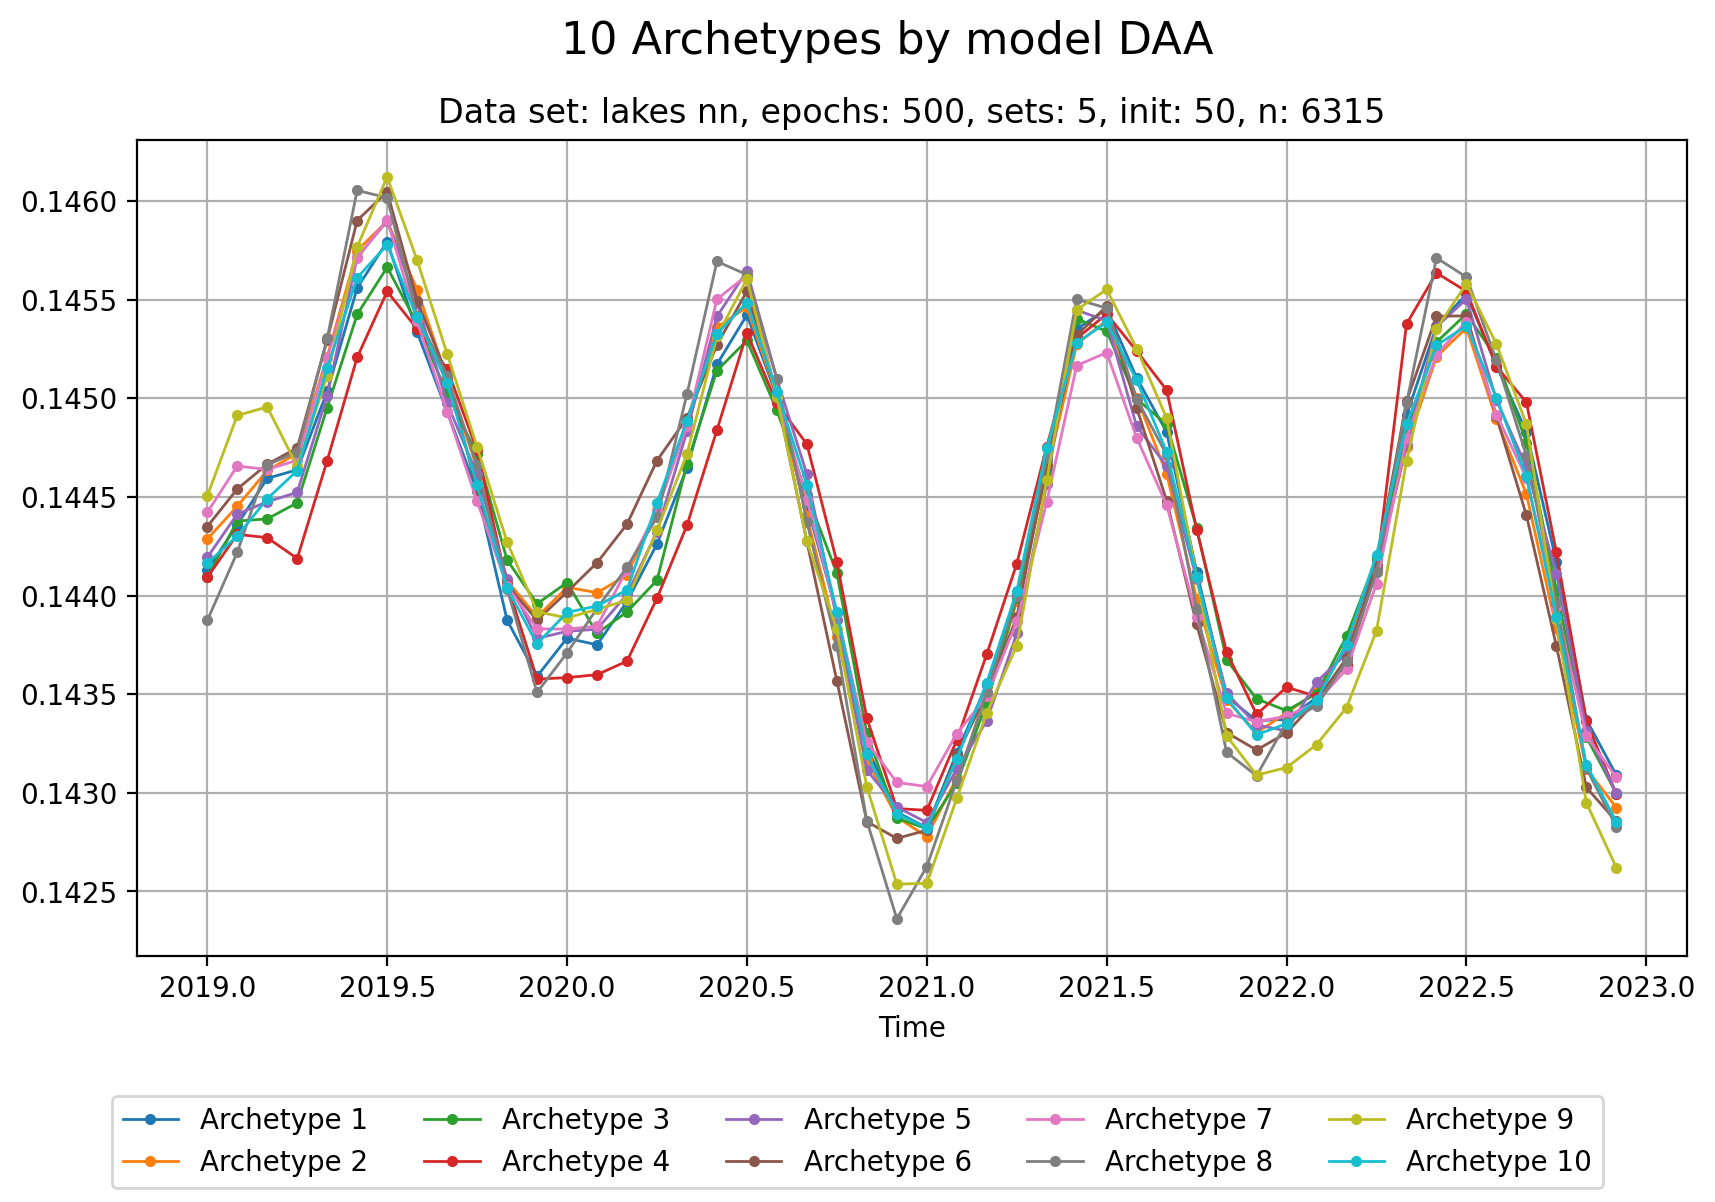 10 Archetypes by model DAA
Data set: lakes nn, epochs: 500, sets: 5, init: 50, n: 6315
0.1460
0.1455
0.1450
0.1445
0.1440
0.1435
0.1430
0.1425
2019.0 2019.5 2020.0 2020.5 2021.0 2021.5 2022.0 2022.5 2023.0
Time
Archetype 1 Archetype 3 Archetype 5 Archetype 7 Archetype 9
Archetype 2 Archetype 4 Archetype 6 Archetype 8 Archetype 10